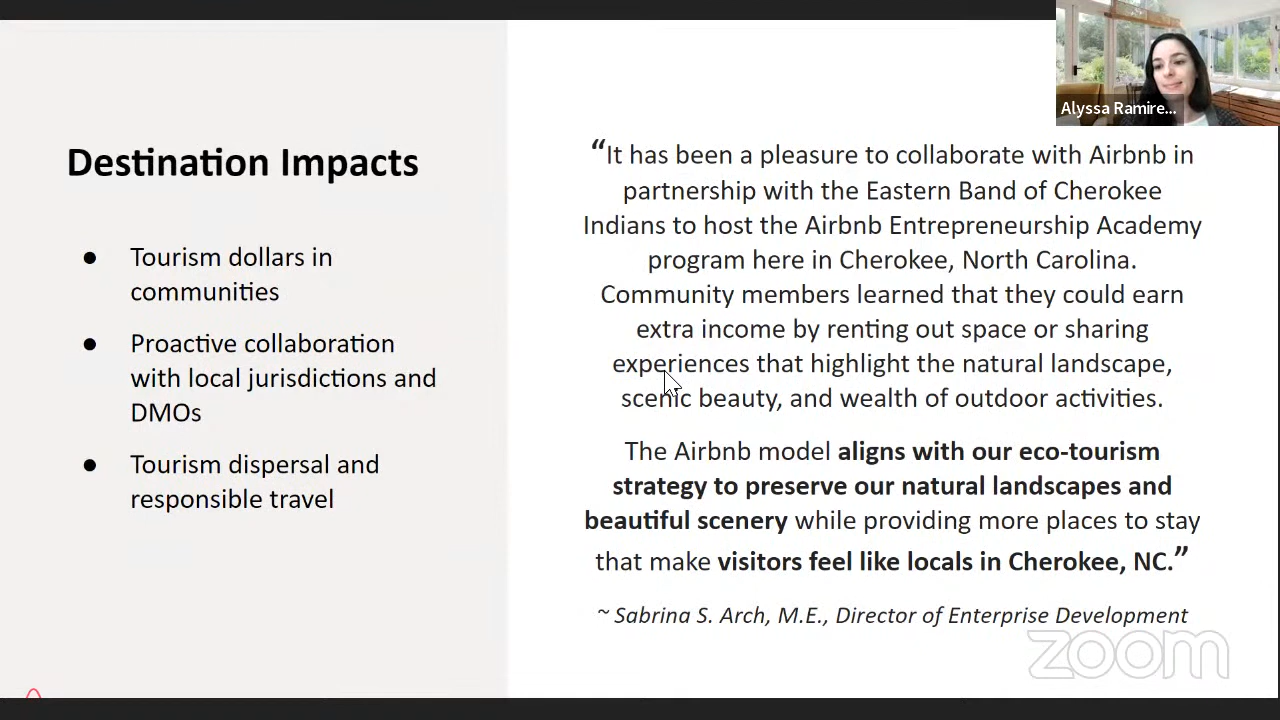 Alyssa Ramire...
Destination Impacts
● Tourism dollars in
communities
● Proactive collaboration
with local jurisdictions and
DMOs
● Tourism dispersal and
responsible travel
“It has been a pleasure to collaborate with Airbnb in
partnership with the Eastern Band of Cherokee
Indians to host the Airbnb Entrepreneurship Academy
program here in Cherokee, North Carolina.
Community members learned that they could earn
extra income by renting out space or sharing
experiences that highlight the natural landscape,
scenic beauty, and wealth of outdoor activities.
The Airbnb model aligns with our eco-tourism
strategy to preserve our natural landscapes and
beautiful scenery while providing more places to stay
that make visitors feel like locals in Cherokee, NC.”
~ Sabrina S. Arch, M.E., Director of Enterprise Development
zoom